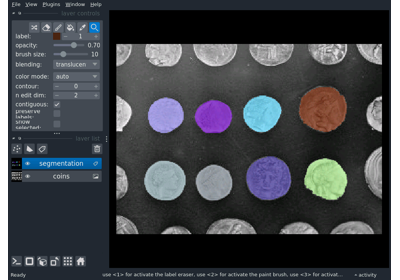 File View Plugins Window Help
layer controls
label: 1
opacity: 0.70
brush size: 10
blending: translucen
color mode: auto
contour: 0
n edit dim: 2
contiguous:
preserve
labels:
show
selected:
layer list
segmentation
coins
Ready
use <1> for activate the label eraser, use <2> for activate the paint brush, use <3> for activat...
activity